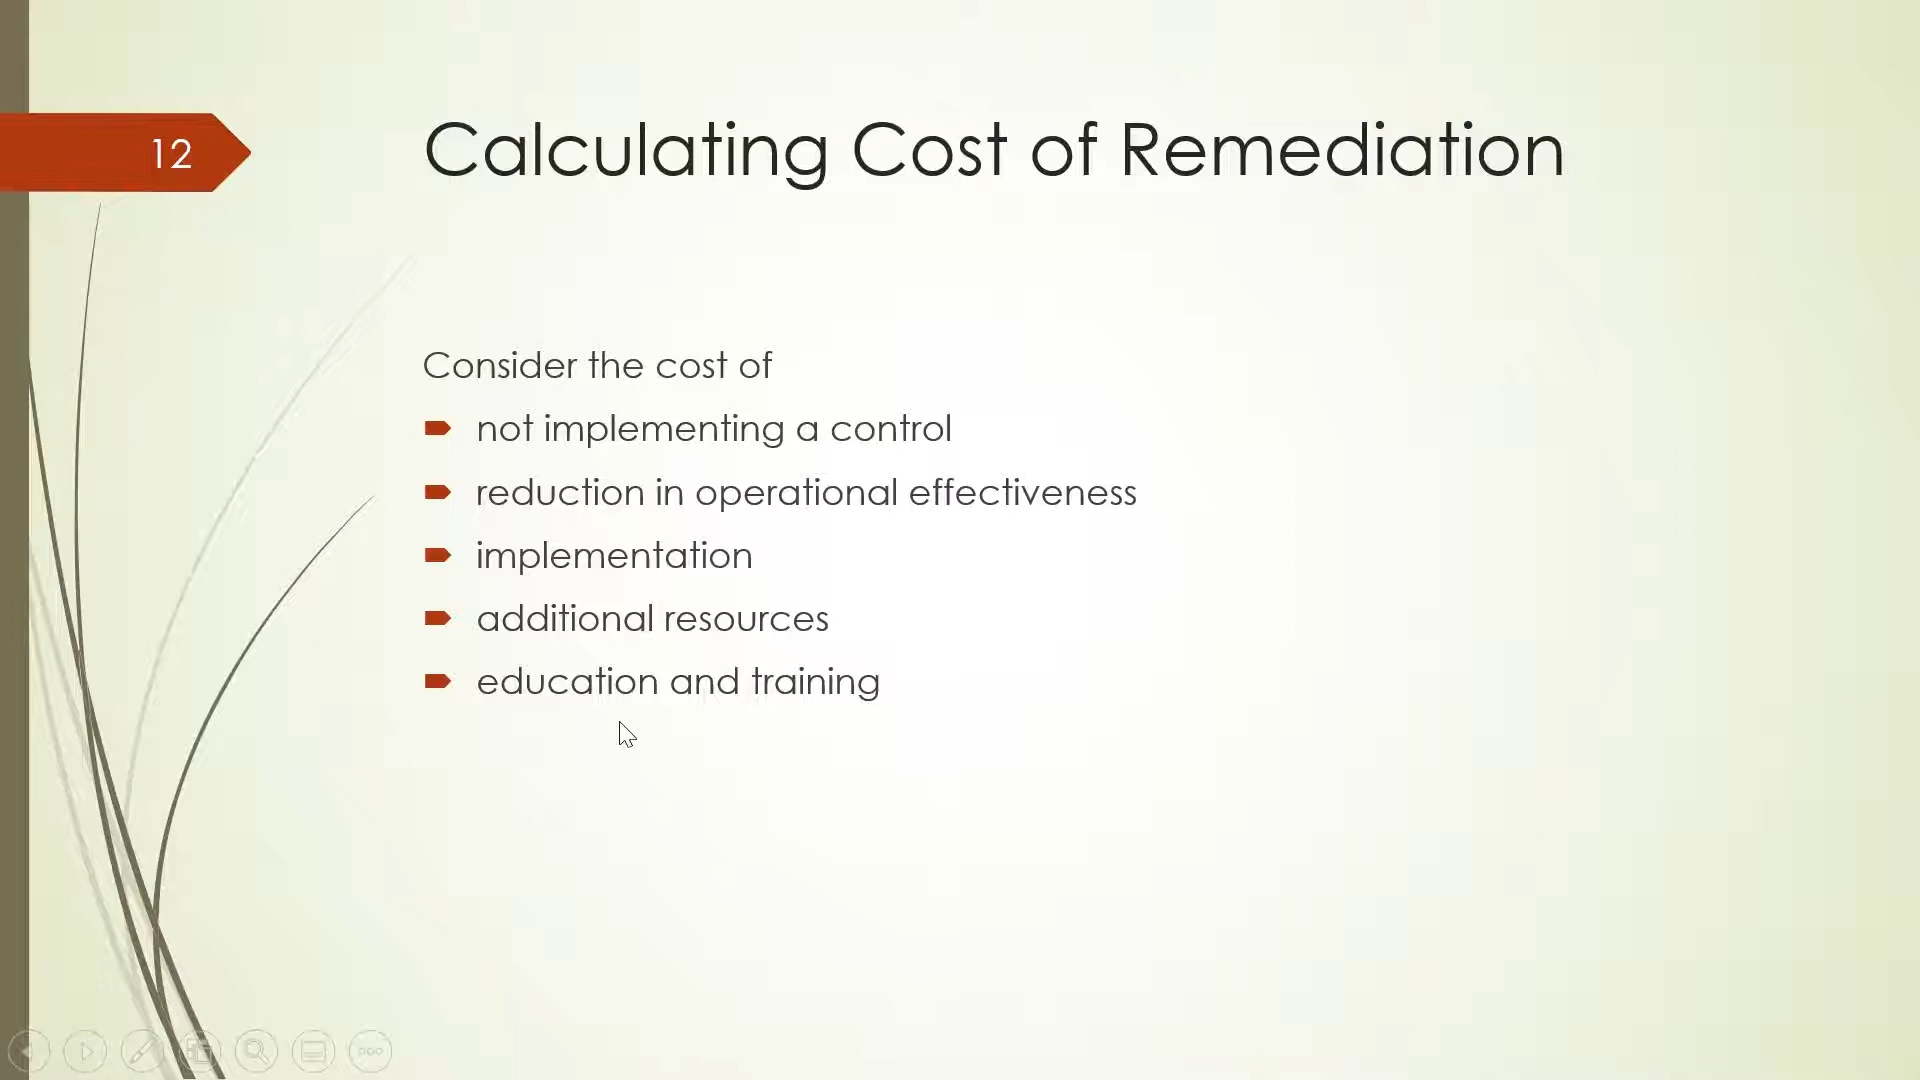 12
Calculating Cost of Remediation
Consider the cost of
not implementing a control
reduction in operational effectiveness
implementation
additional resources
education and training